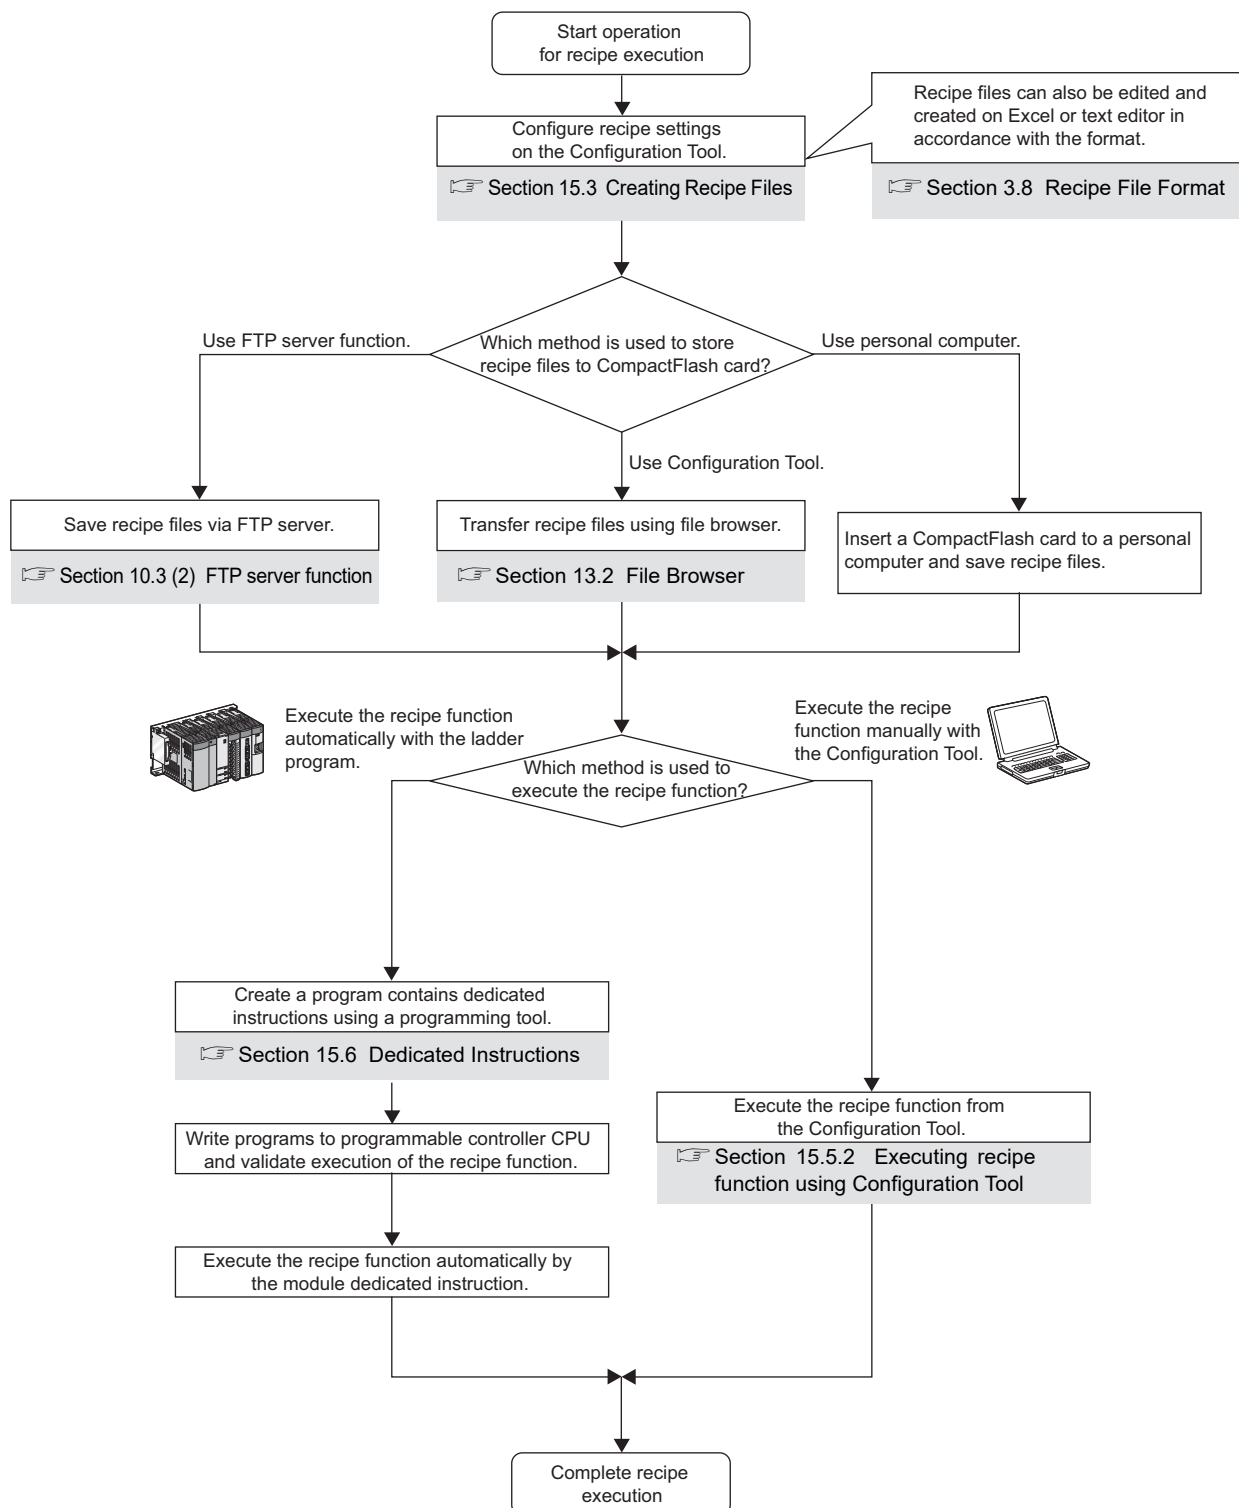 Start operation
for recipe execution
Configure recipe settings
on the Configuration Tool.
☞ Section 15.3 Creating Recipe Files
Recipe files can also be edited and
created on Excel or text editor in
accordance with the format.
☞ Section 3.8 Recipe File Format
Which method is used to store
recipe files to CompactFlash card?
Use FTP server function.
Use personal computer.
Use Configuration Tool.
Save recipe files via FTP server.
☞ Section 10.3 (2) FTP server function
Transfer recipe files using file browser.
☞ Section 13.2 File Browser
Insert a CompactFlash card to a personal
computer and save recipe files.
Execute the recipe function
automatically with the ladder
program.
Execute the recipe
function manually with
the Configuration Tool.
Which method is used to
execute the recipe function?
Create a program contains dedicated
instructions using a programming tool.
☞ Section 15.6 Dedicated Instructions
Write programs to programmable controller CPU
and validate execution of the recipe function.
Execute the recipe function automatically by
the module dedicated instruction.
Execute the recipe function from
the Configuration Tool.
☞ Section 15.5.2 Executing recipe
function using Configuration Tool
Complete recipe
execution